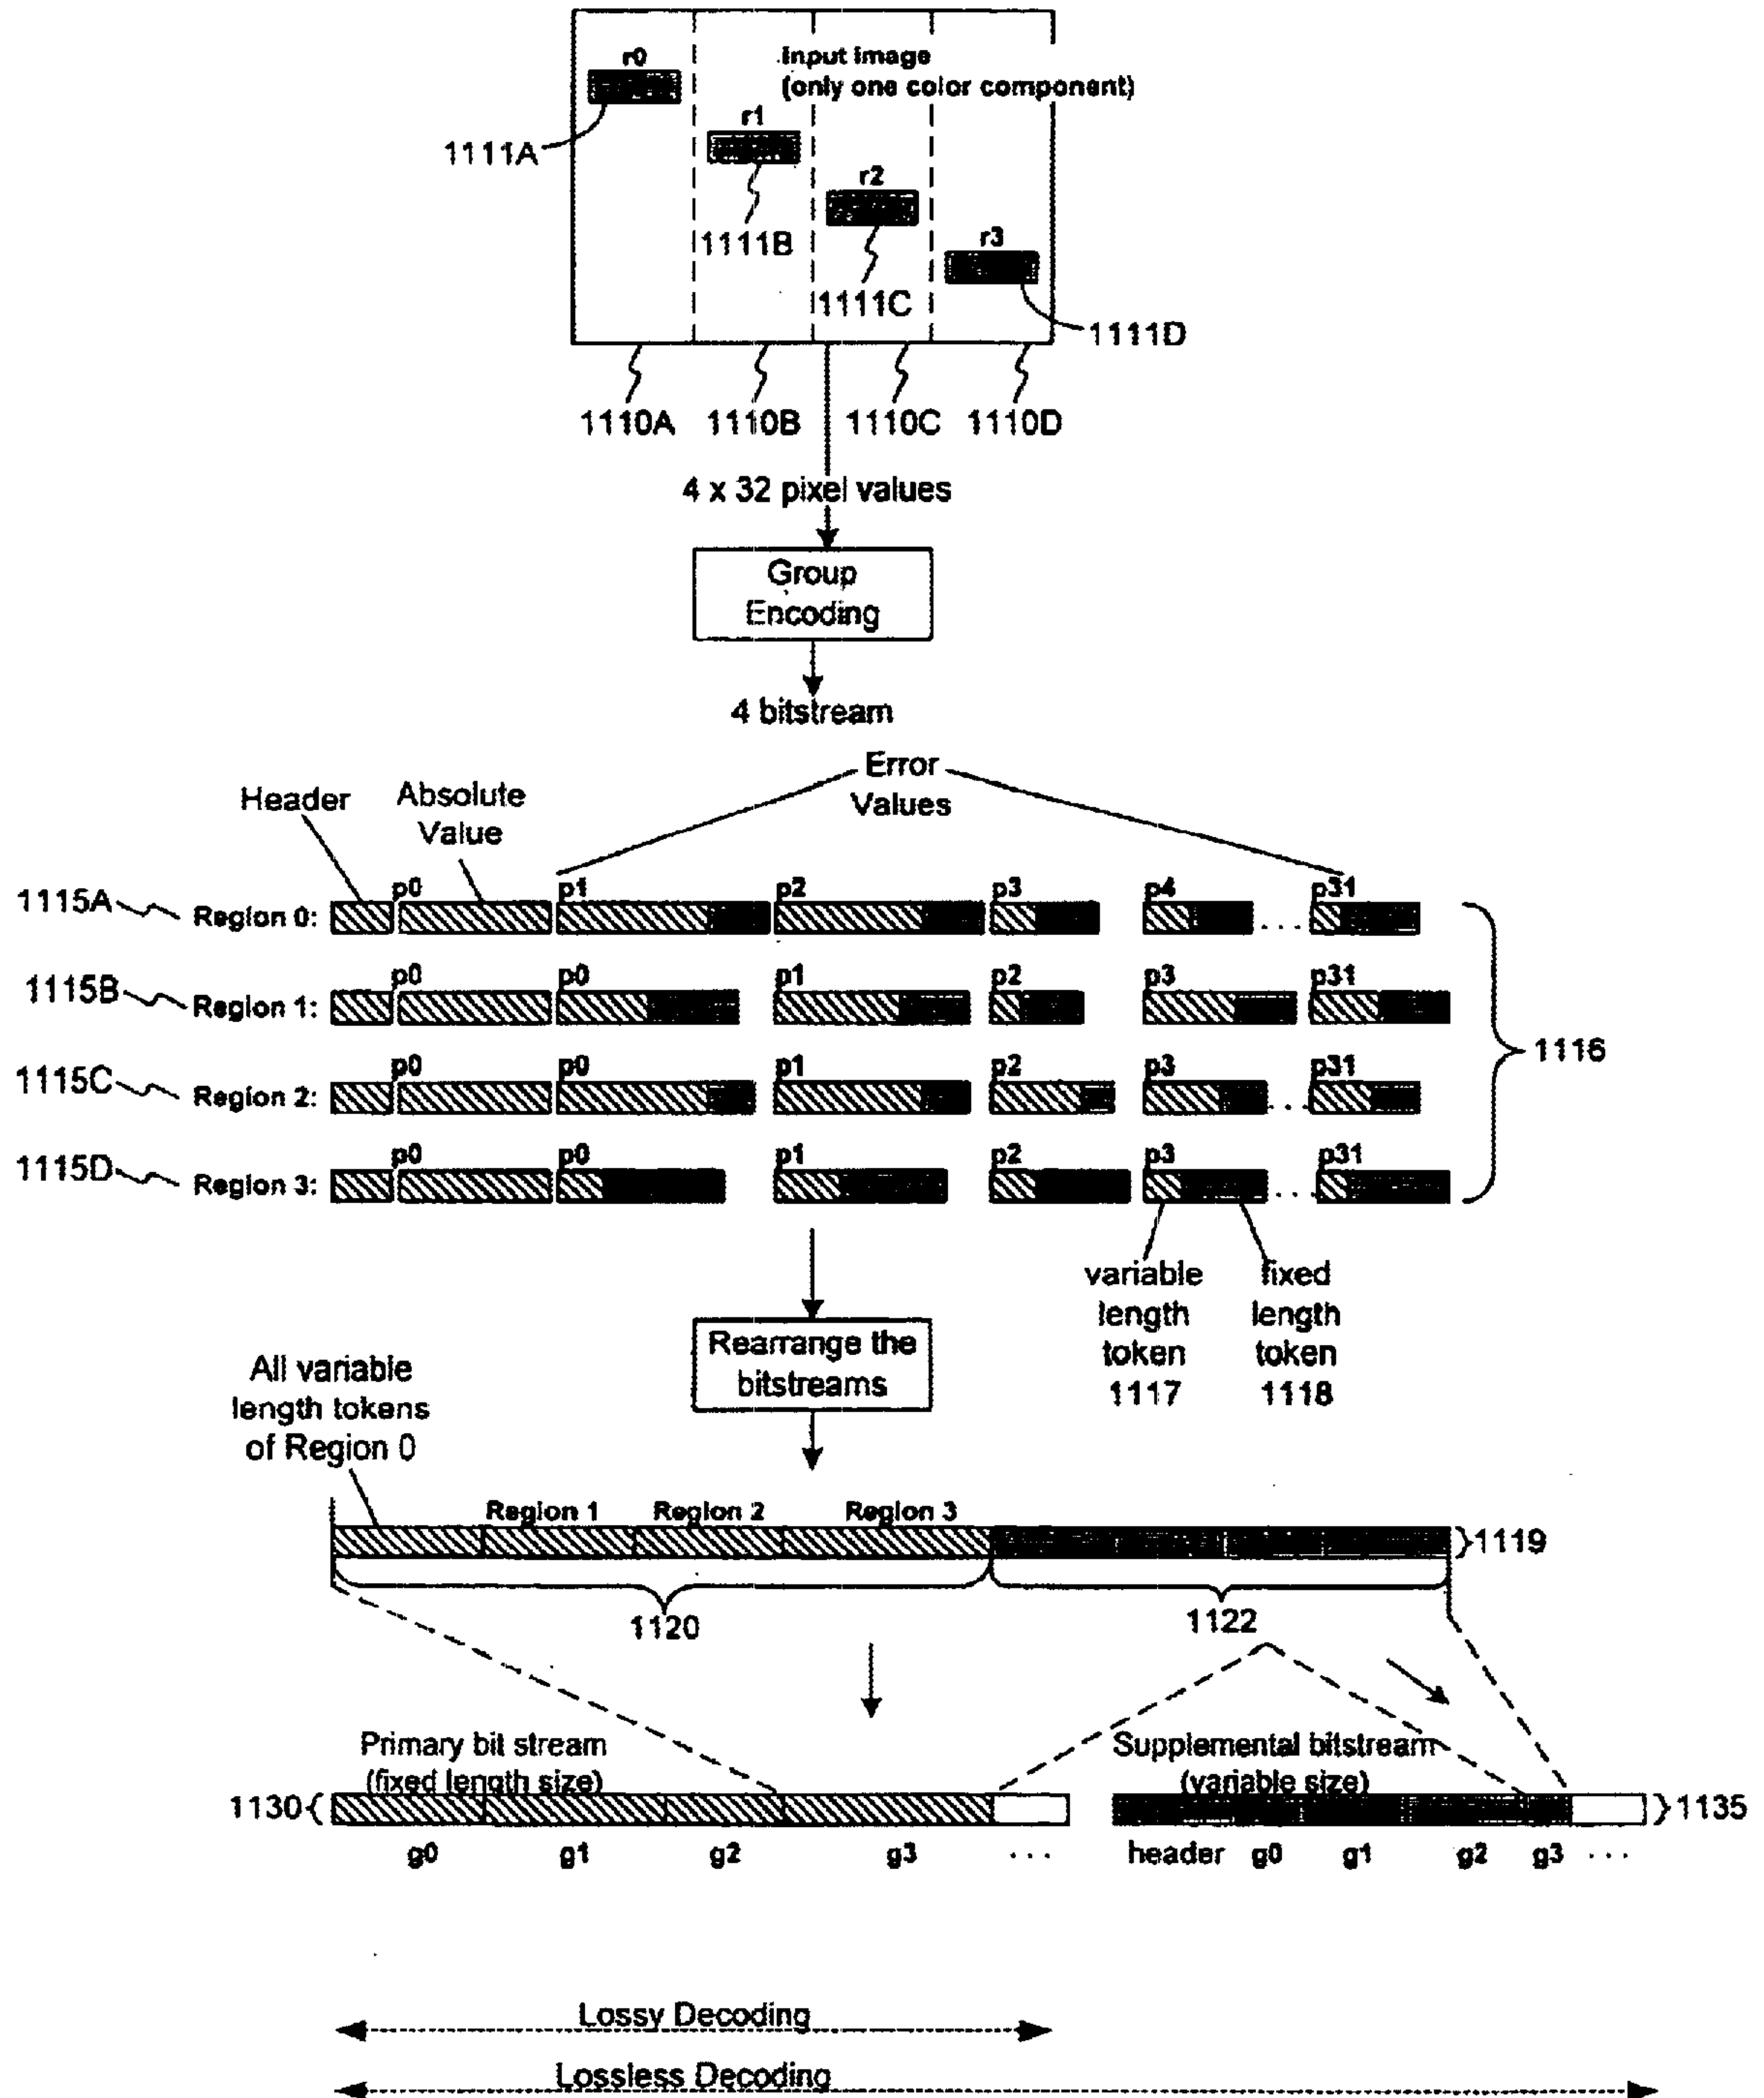 r0
Input Image
(only one color component)
r1
1111A
r2
1111B
r3
1111C
1111D
1110A 1110B 1110C 1110D
4 x 32 pixel values
Group
Encoding
4 bitstream
Error
Values
Header
Absolute
Value
p0 p1 p2 p3 p4 p31
1115A Region 0: ...
p0 p0 p1 p2 p3 p31
1115B Region 1:
1116
p0 p0 p1 p2 p3 p31
1115C Region 2: ...
p0 p0 p1 p2 p3 p31
1115D Region 3: ...
variable
length
token
1117
fixed
length
token
1118
Rearrange the
bitstreams
All variable
length tokens
of Region 0
Region 1 Region 2 Region 3
1119
1120
1122
Primary bit stream
(fixed length size)
Supplemental bitstream
(variable size)
1130
1135
g0 g1 g2 g3 ...
header g0 g1 g2 g3 ...
Lossy Decoding
Lossless Decoding